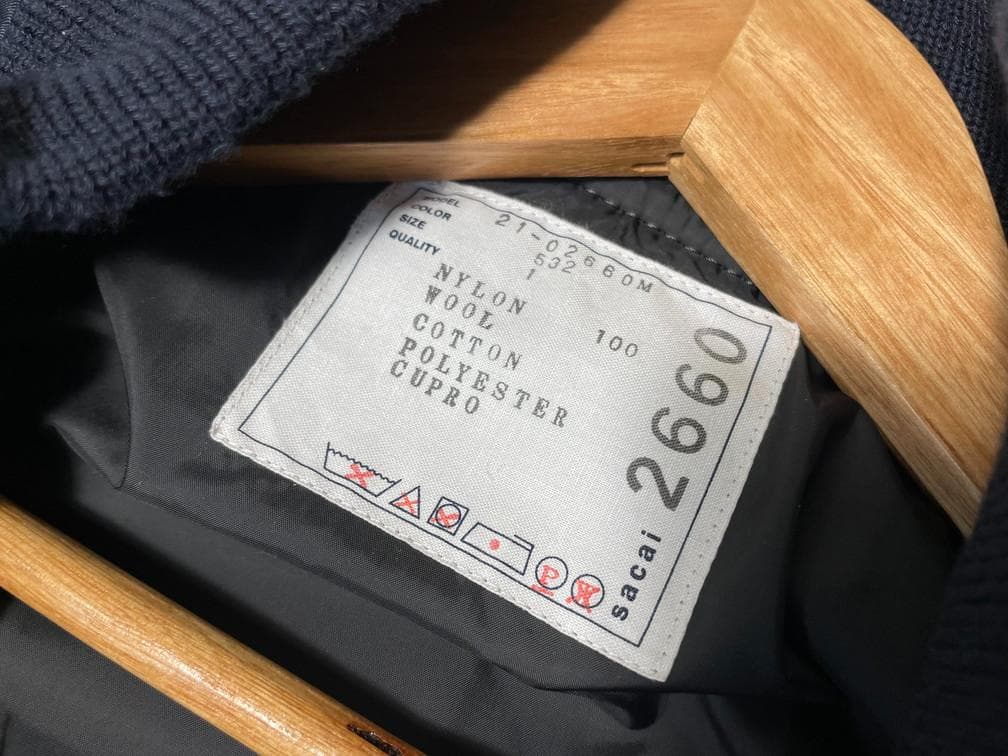 MODEL 21-02660M
COLOR 532
SIZE 1
QUALITY
NYLON 100
WOOL
COTTON
POLYESTER
CUPRO
P
W
sacai 2660